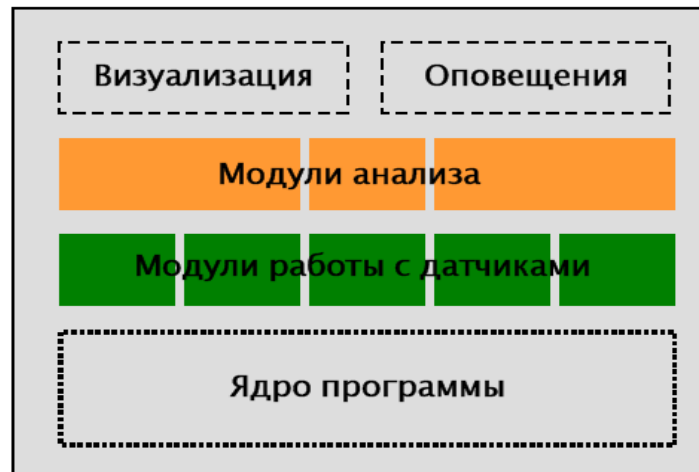 Визуализация
Оповещения
Модули анализа
Модули работы с датчиками
Ядро программы